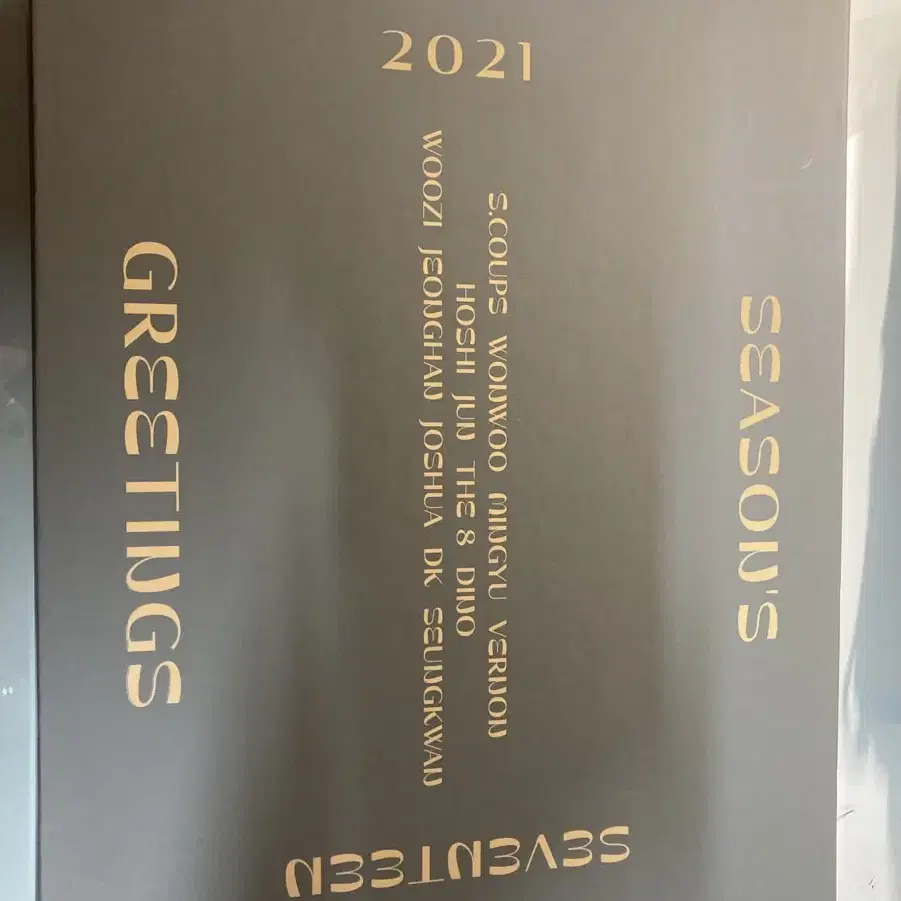 2021
SEASON'S
S.COUPS WONWOO MINGYU VERNON
HOSHI JUN THE 8 DINO
WOOZI JEONGHAN JOSHUA DK SEUNGKWAN
GREETINGS
SEVENTEEN